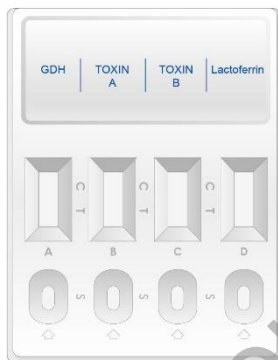 GDH
TOXIN A
TOXIN B
Lactoferrin
C C C
T T T
A B C D
S S S